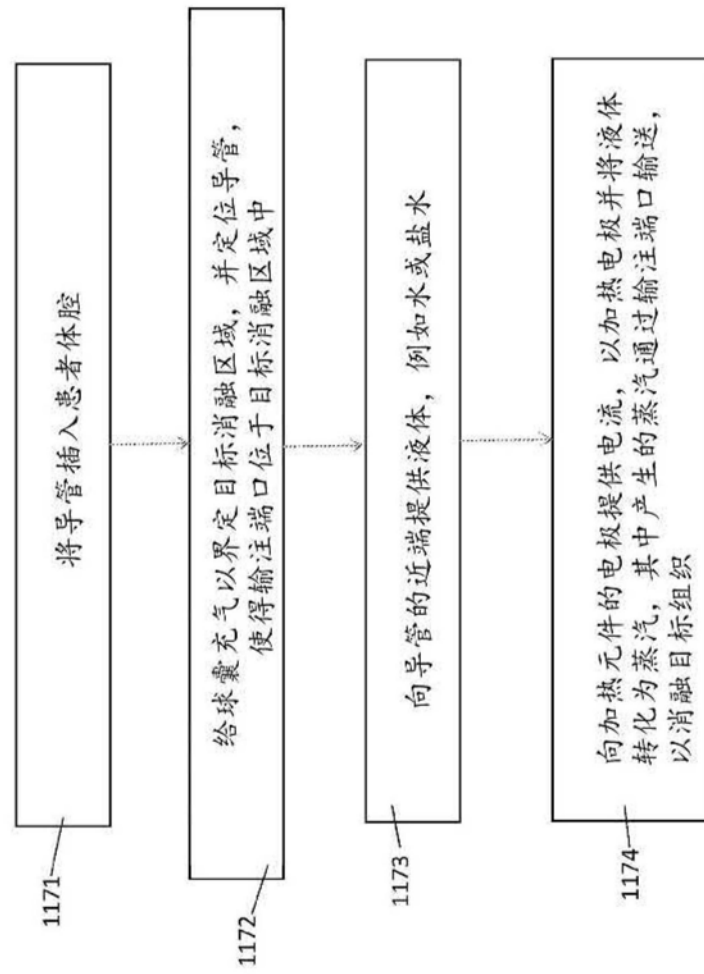 将导管插入患者体腔
1171
给球囊充气以界定目标消融区域，并定位导管，
使得输注端口位于目标消融区域中
1172
向导管的近端提供液体，例如水或盐水
1173
向加热元件的电极提供电流，以加热电极并将液体
转化为蒸汽，其中产生的蒸汽通过输注端口输送，
以消融目标组织
1174